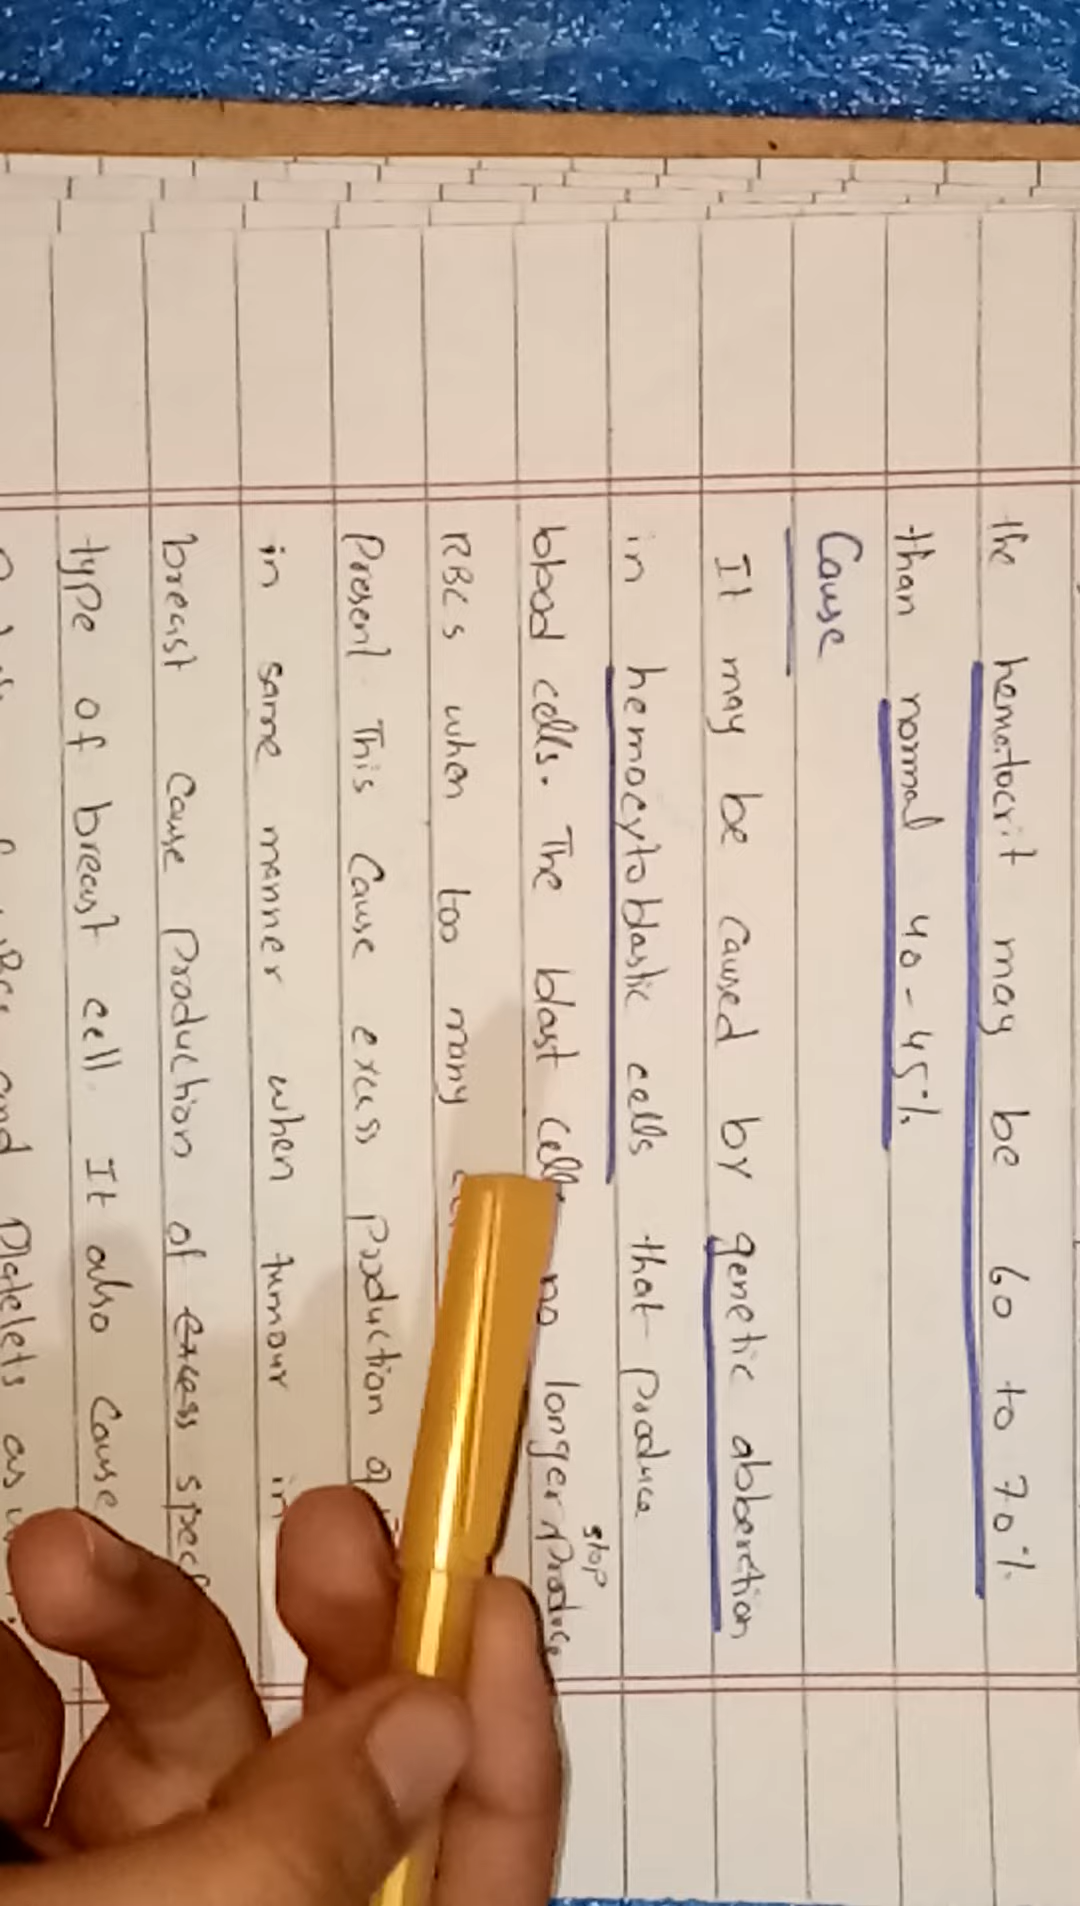 the hematocrit may be 60 to 70%
than normal 40-45%
Cause
It may be caused by genetic abberation
in hemocytoblastic cells that produce
blood cells. The blast cells no longer stop produce
RBCs when too many
Present. This Cause excess production of
in same manner when tumour in
breast cause production of excess
type of breast cell. It also cause
and Platelets as